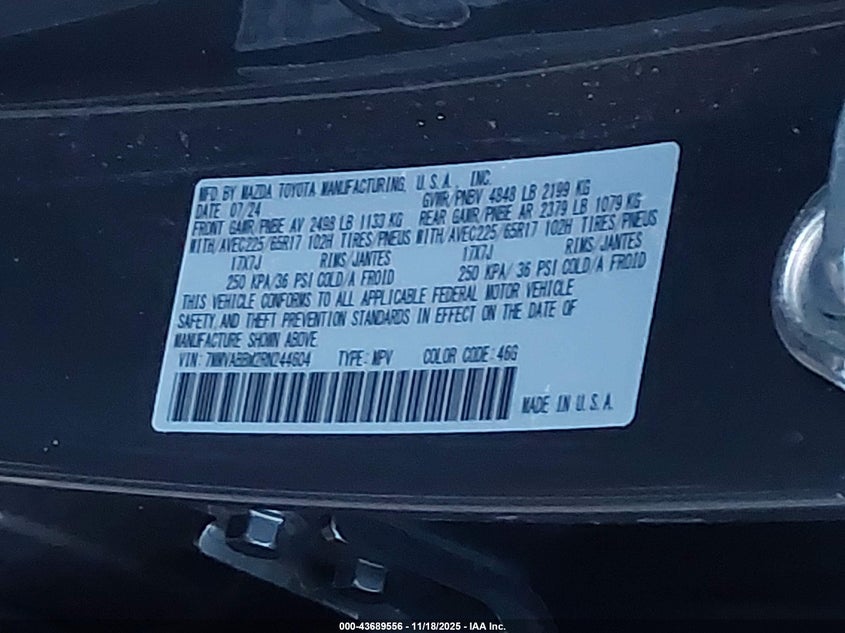 MFD BY MAZDA TOYOTA MANUFACTURING, U.S.A., INC.
DATE 07/24 GVWR/PNBV 4848 LB 2199 KG
FRONT GAWR/PNBE AV 2498 LB 1133 KG REAR GAWR/PNBE AR 2379 LB 1079 KG
WITH/AVEC225/65R17 102H TIRES/PNEUS WITH/AVEC225/65R17 102H TIRES/PNEUS
17X7J RIMS/JANTES 17X7J RIMS/JANTES
250 KPA/36 PSI COLD/A FROID 250 KPA/36 PSI COLD/A FROID
THIS VEHICLE CONFORMS TO ALL APPLICABLE FEDERAL MOTOR VEHICLE
SAFETY AND THEFT PREVENTION STANDARDS IN EFFECT ON THE DATE OF
MANUFACTURE SHOWN ABOVE
VIN: TYPE: MPV COLOR CODE: 46G
MADE IN U.S.A.
000-43689556 - 11/18/2025 - IAA Inc.